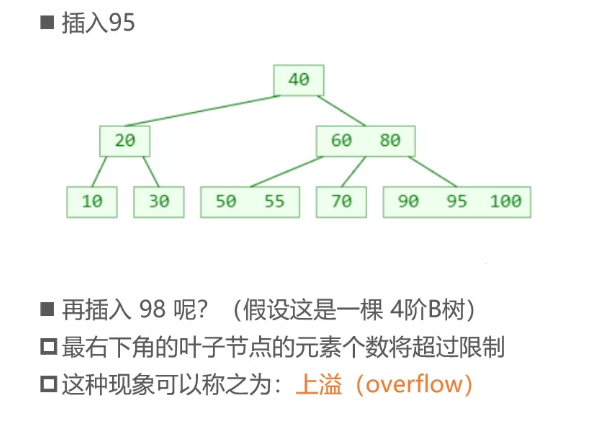 ■ 插入95
40
20 60 80
10 30 50 55 70 90 95 100
■ 再插入 98 呢？（假设这是一棵 4阶B树）
最右下角的叶子节点的元素个数将超过限制
这种现象可以称之为：上溢（overflow）